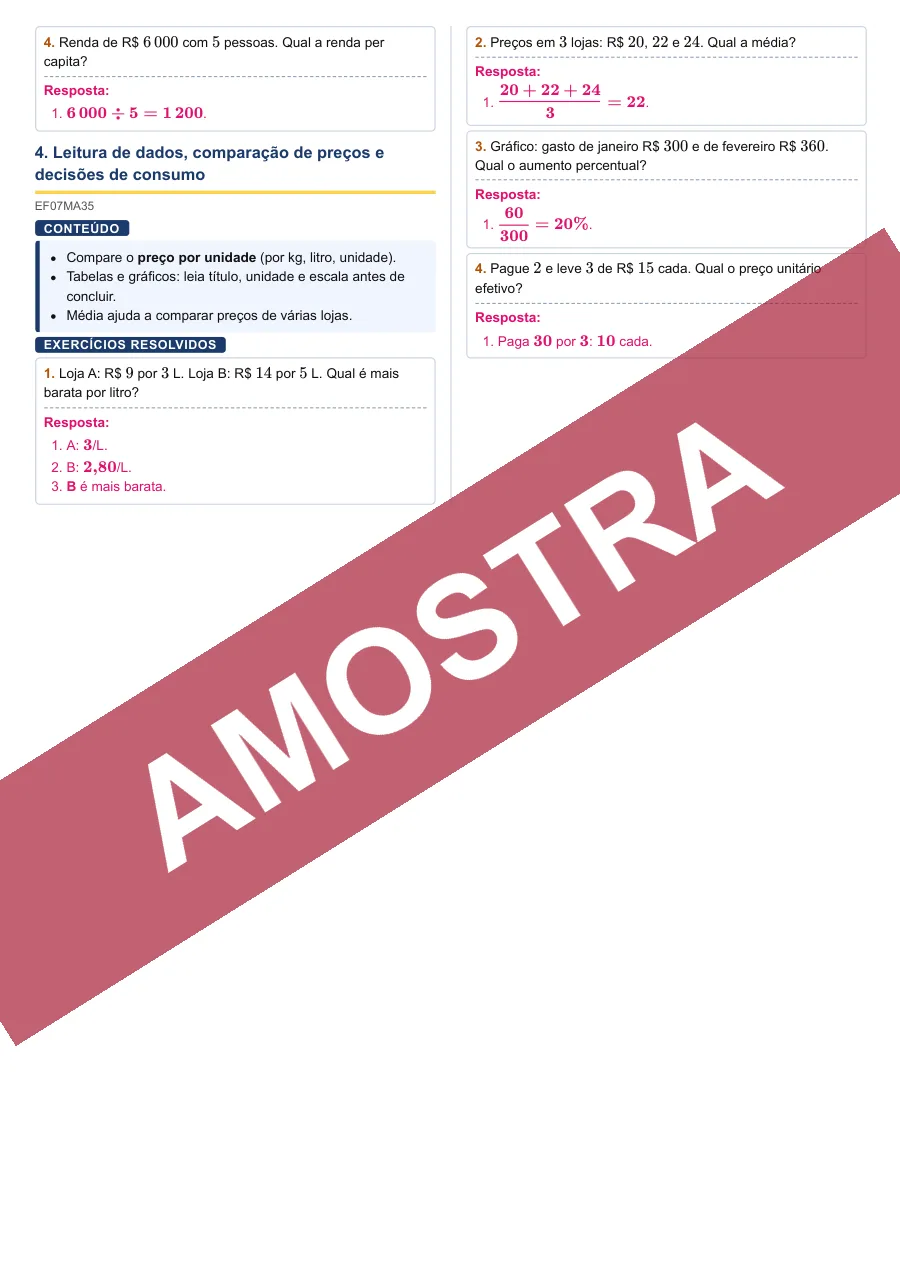 4. Renda de R$ 6 000 com 5 pessoas. Qual a renda per
capita?
Resposta:
1. 6 000 ÷ 5 = 1 200.
4. Leitura de dados, comparação de preços e
decisões de consumo
EF07MA35
CONTEÚDO
• Compare o preço por unidade (por kg, litro, unidade).
• Tabelas e gráficos: leia título, unidade e escala antes de
concluir.
• Média ajuda a comparar preços de várias lojas.
EXERCÍCIOS RESOLVIDOS
1. Loja A: R$ 9 por 3 L. Loja B: R$ 14 por 5 L. Qual é mais
barata por litro?
Resposta:
1. A: 3/L.
2. B: 2,80/L.
3. B é mais barata.
2. Preços em 3 lojas: R$ 20, 22 e 24. Qual a média?
Resposta:
1. (20 + 22 + 24)/3 = 22.
3. Gráfico: gasto de janeiro R$ 300 e de fevereiro R$ 360.
Qual o aumento percentual?
Resposta:
1. 60/300 = 20%.
4. Pague 2 e leve 3 de R$ 15 cada. Qual o preço unitário
efetivo?
Resposta:
1. Paga 30 por 3: 10 cada.
AMOSTRA